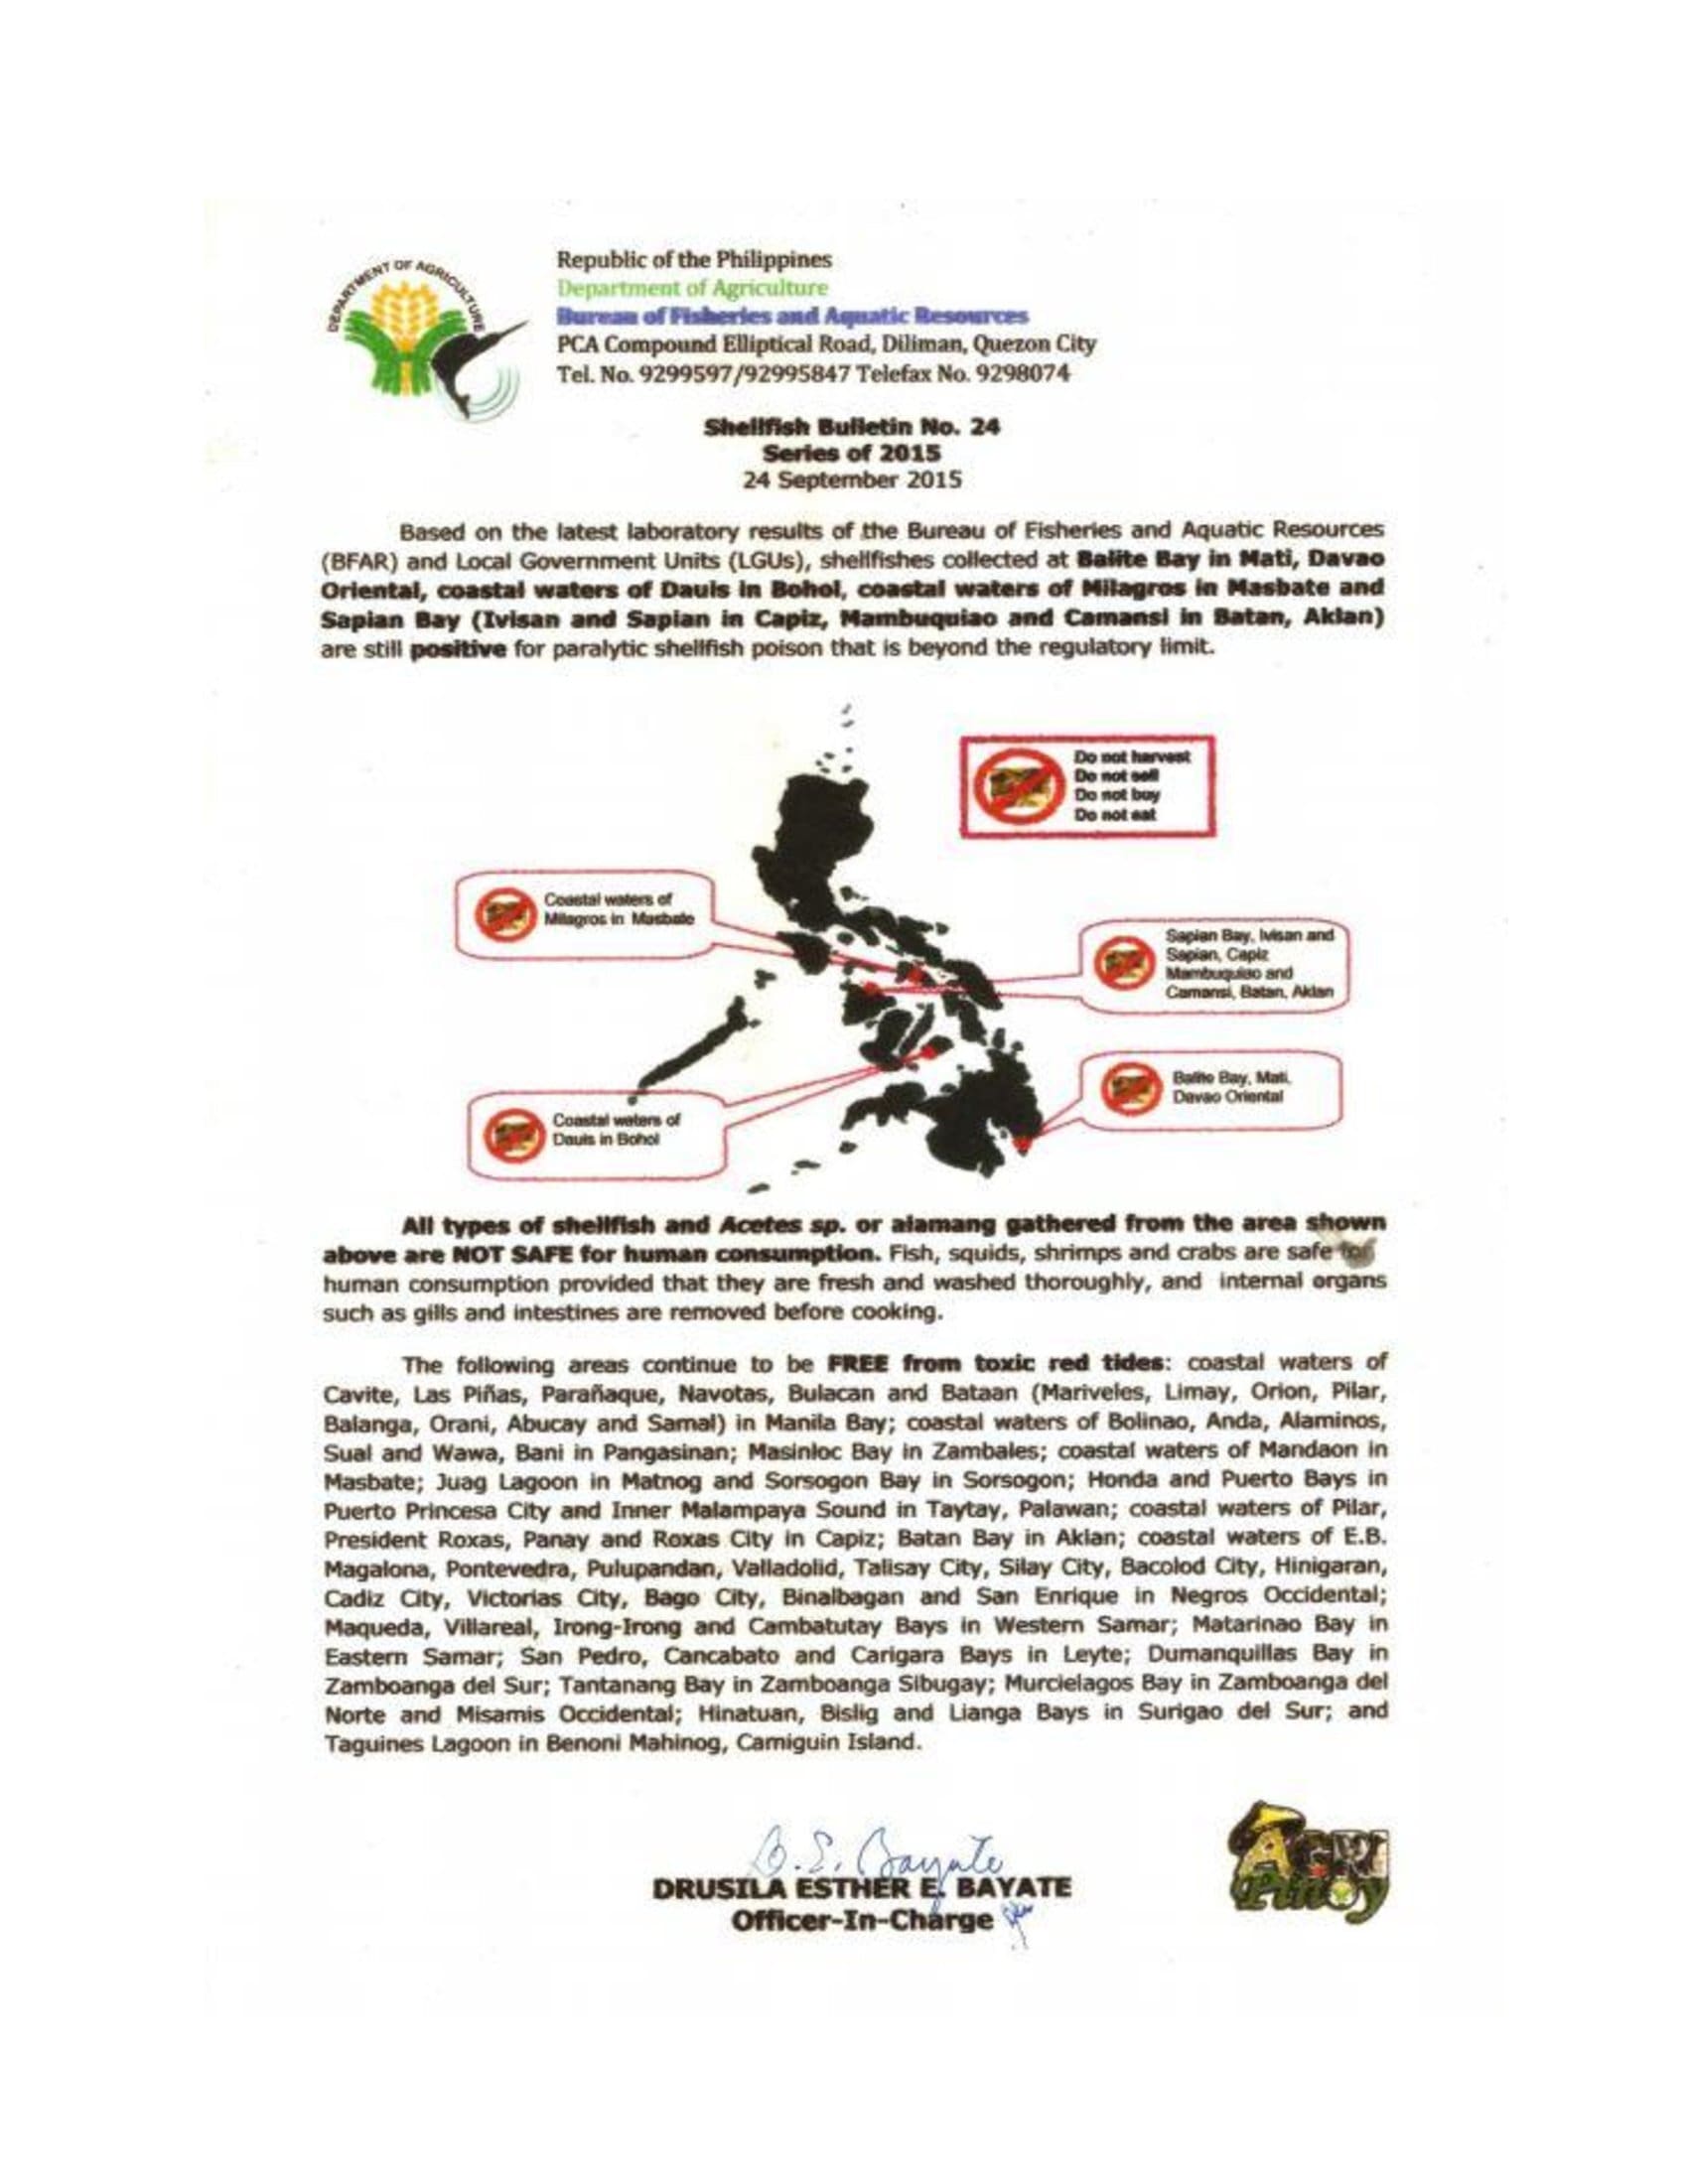 DEPARTMENT OF AGRICULTURE
Republic of the Philippines
Department of Agriculture
Bureau of Fisheries and Aquatic Resources
PCA Compound Elliptical Road, Diliman, Quezon City
Tel. No. 9299597/92995847 Telefax No. 9298074
Shellfish Bulletin No. 24
Series of 2015
24 September 2015
Based on the latest laboratory results of the Bureau of Fisheries and Aquatic Resources
(BFAR) and Local Government Units (LGUs), shellfishes collected at Balite Bay in Mati, Davao
Oriental, coastal waters of Dauis in Bohol, coastal waters of Milagros in Masbate and
Sapian Bay (Ivisan and Sapian in Capiz, Mambuquiao and Camansi in Batan, Aklan)
are still positive for paralytic shellfish poison that is beyond the regulatory limit.
Do not harvest
Do not sell
Do not buy
Do not eat
Coastal waters of
Milagros in Masbate
Sapian Bay, Ivisan and
Sapian, Capiz
Mambuquiao and
Camansi, Batan, Aklan
Balite Bay, Mati,
Davao Oriental
Coastal waters of
Dauis in Bohol
All types of shellfish and Acetes sp. or alamang gathered from the area shown
above are NOT SAFE for human consumption. Fish, squids, shrimps and crabs are safe for
human consumption provided that they are fresh and washed thoroughly, and internal organs
such as gills and intestines are removed before cooking.
The following areas continue to be FREE from toxic red tides: coastal waters of
Cavite, Las Piñas, Parañaque, Navotas, Bulacan and Bataan (Mariveles, Limay, Orion, Pilar,
Balanga, Orani, Abucay and Samal) in Manila Bay; coastal waters of Bolinao, Anda, Alaminos,
Sual and Wawa, Bani in Pangasinan; Masinloc Bay in Zambales; coastal waters of Mandaon in
Masbate; Juag Lagoon in Matnog and Sorsogon Bay in Sorsogon; Honda and Puerto Bays in
Puerto Princesa City and Inner Malampaya Sound in Taytay, Palawan; coastal waters of Pilar,
President Roxas, Panay and Roxas City in Capiz; Batan Bay in Aklan; coastal waters of E.B.
Magalona, Pontevedra, Pulupandan, Valladolid, Talisay City, Silay City, Bacolod City, Hinigaran,
Cadiz City, Victorias City, Bago City, Binalbagan and San Enrique in Negros Occidental;
Maqueda, Villareal, Irong-Irong and Cambatutay Bays in Western Samar; Matarinao Bay in
Eastern Samar; San Pedro, Cancabato and Carigara Bays in Leyte; Dumanquillas Bay in
Zamboanga del Sur; Tantanang Bay in Zamboanga Sibugay; Murcielagos Bay in Zamboanga del
Norte and Misamis Occidental; Hinatuan, Bislig and Lianga Bays in Surigao del Sur; and
Taguines Lagoon in Benoni Mahinog, Camiguin Island.
D. E. Bayate
DRUSILA ESTHER E. BAYATE
Officer-In-Charge
AGRI
Pinoy